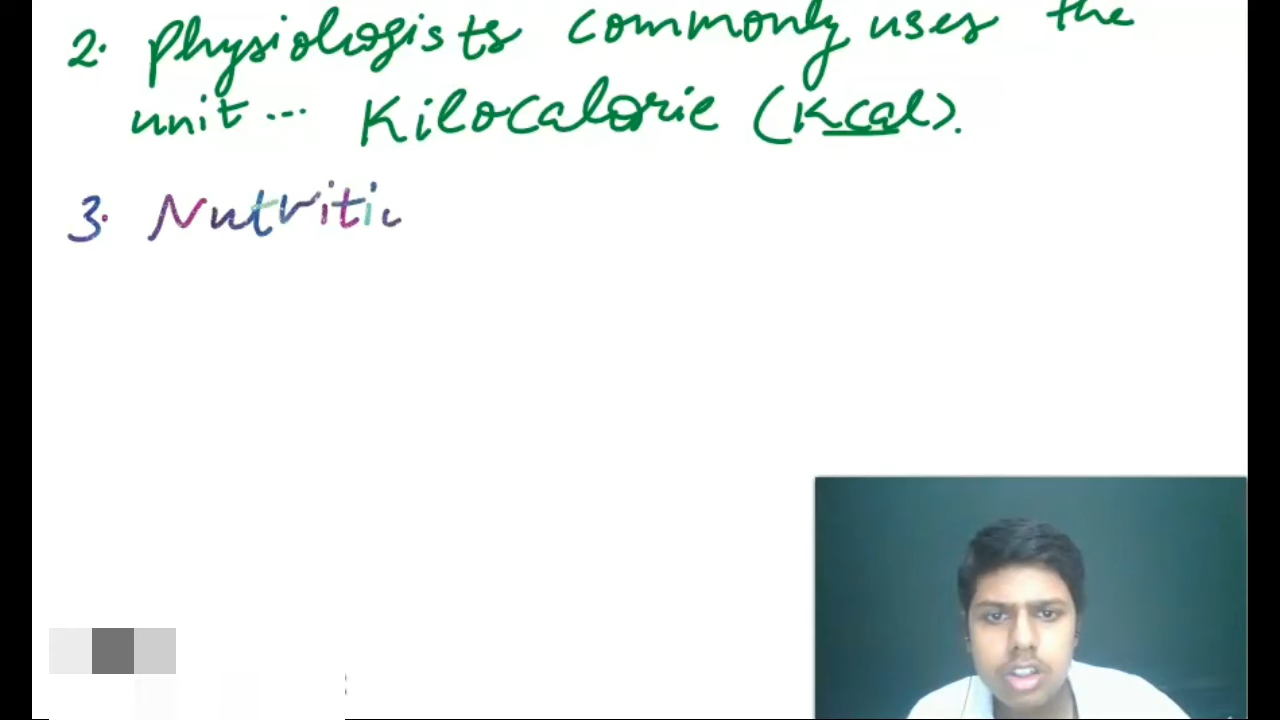 2. Physiologists commonly uses the
unit... Kilocalorie (Kcal).
3. Nutritic